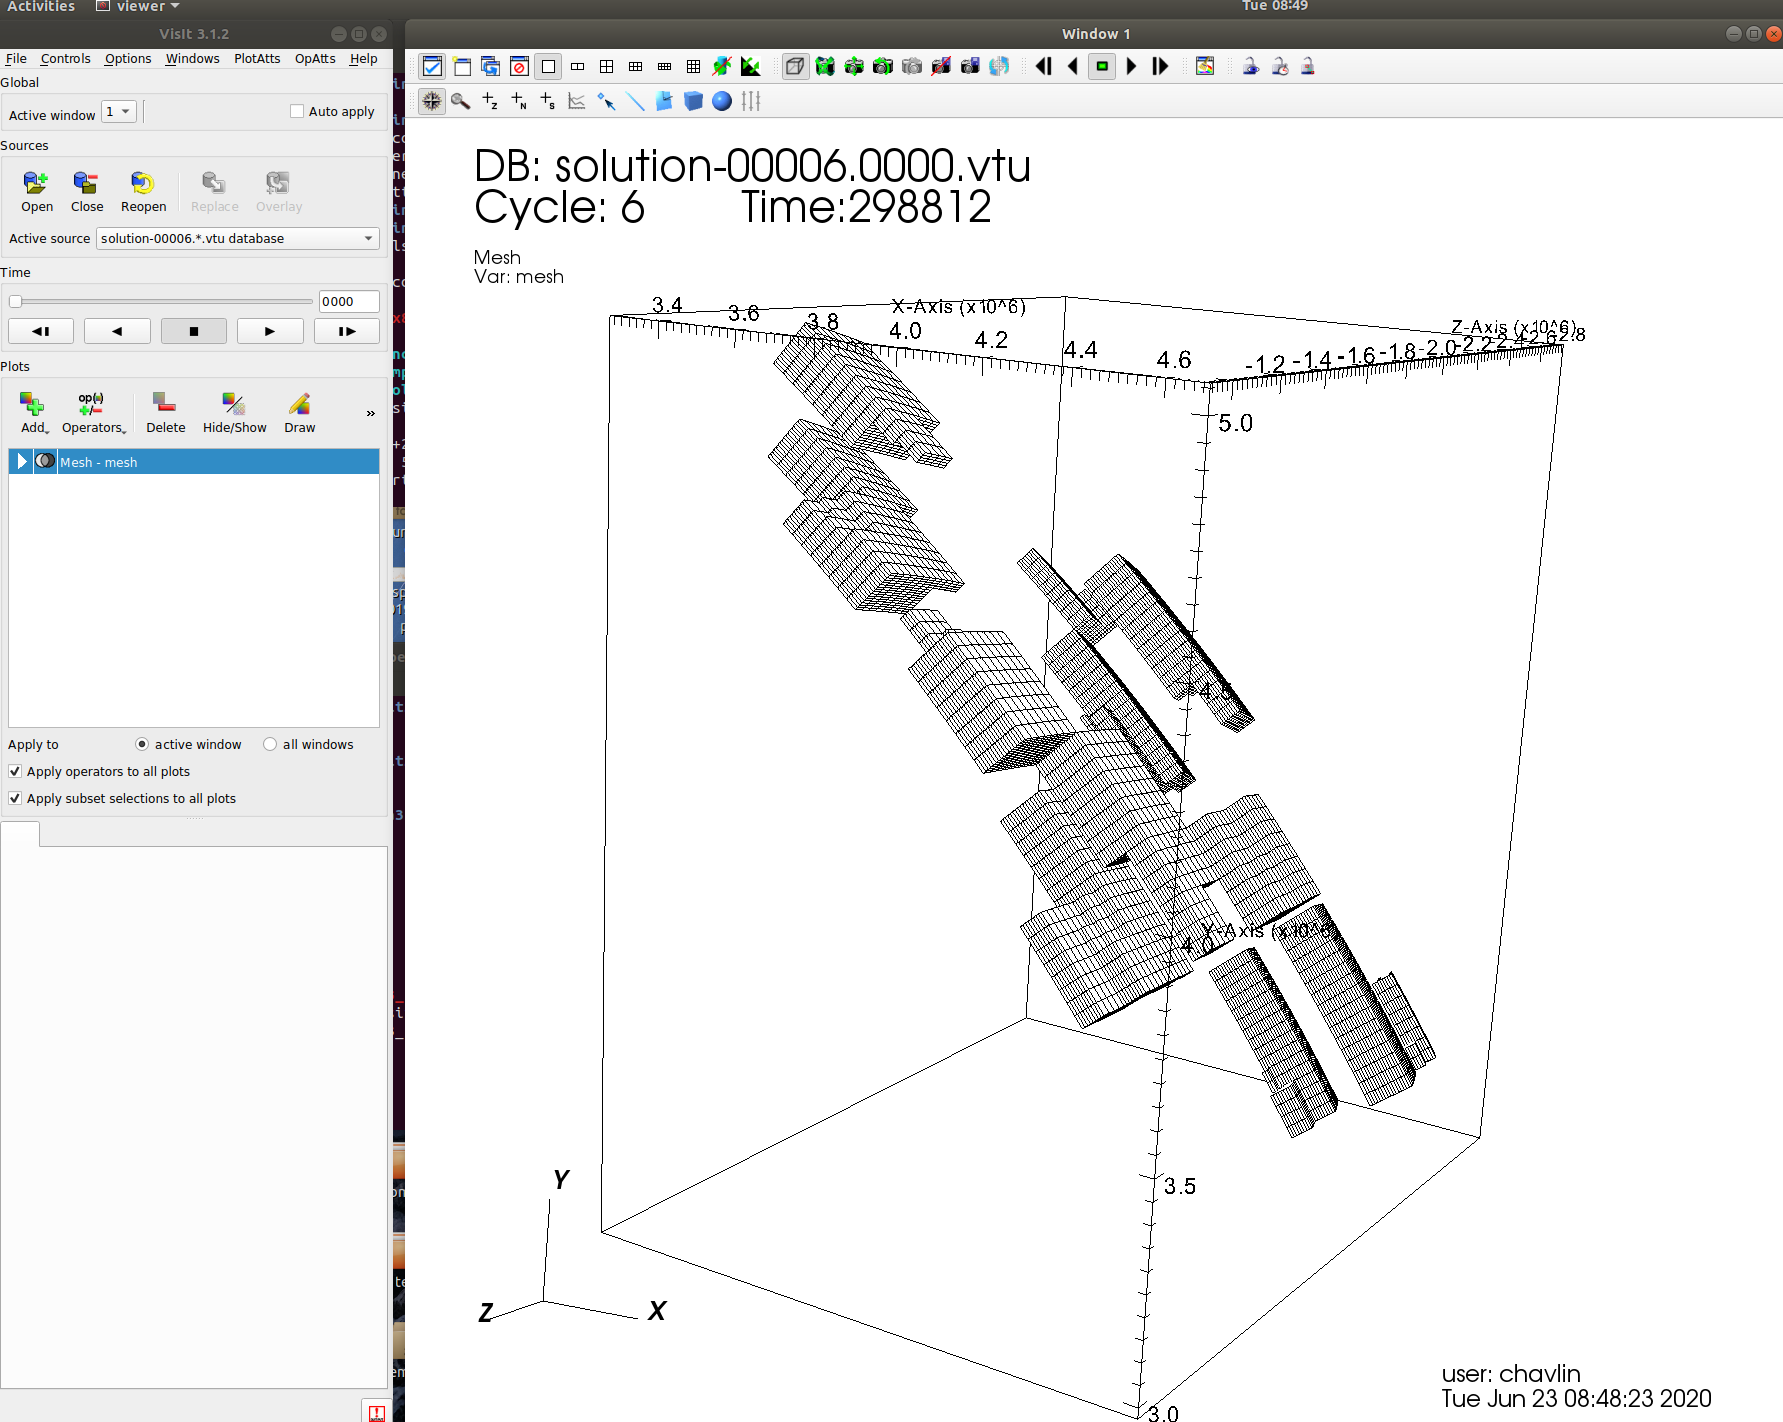 Activities
viewer
Tue 08:49
VisIt 3.1.2
Window 1
File Controls Options Windows PlotAtts OpAtts Help
Global
Active window 1
Auto apply
Sources
Open Close Reopen Replace Overlay
Active source solution-00006.*.vtu database
Time
0000
Plots
Add Operators Delete Hide/Show Draw »
Mesh - mesh
Apply to active window all windows
Apply operators to all plots
Apply subset selections to all plots
DB: solution-00006.0000.vtu
Cycle: 6 Time:298812
Mesh
Var: mesh
X-Axis (x10^6)
3.4 3.6 3.8 4.0 4.2 4.4 4.6
Z-Axis (x10^6)
-1.2 -1.4 -1.6 -1.8 -2.0 -2.2 -2.4 -2.6 -2.8
5.0
4.5
Y-Axis (x10^6)
4.0
3.5
3.0
Y
Z
X
user: chavlin
Tue Jun 23 08:48:23 2020